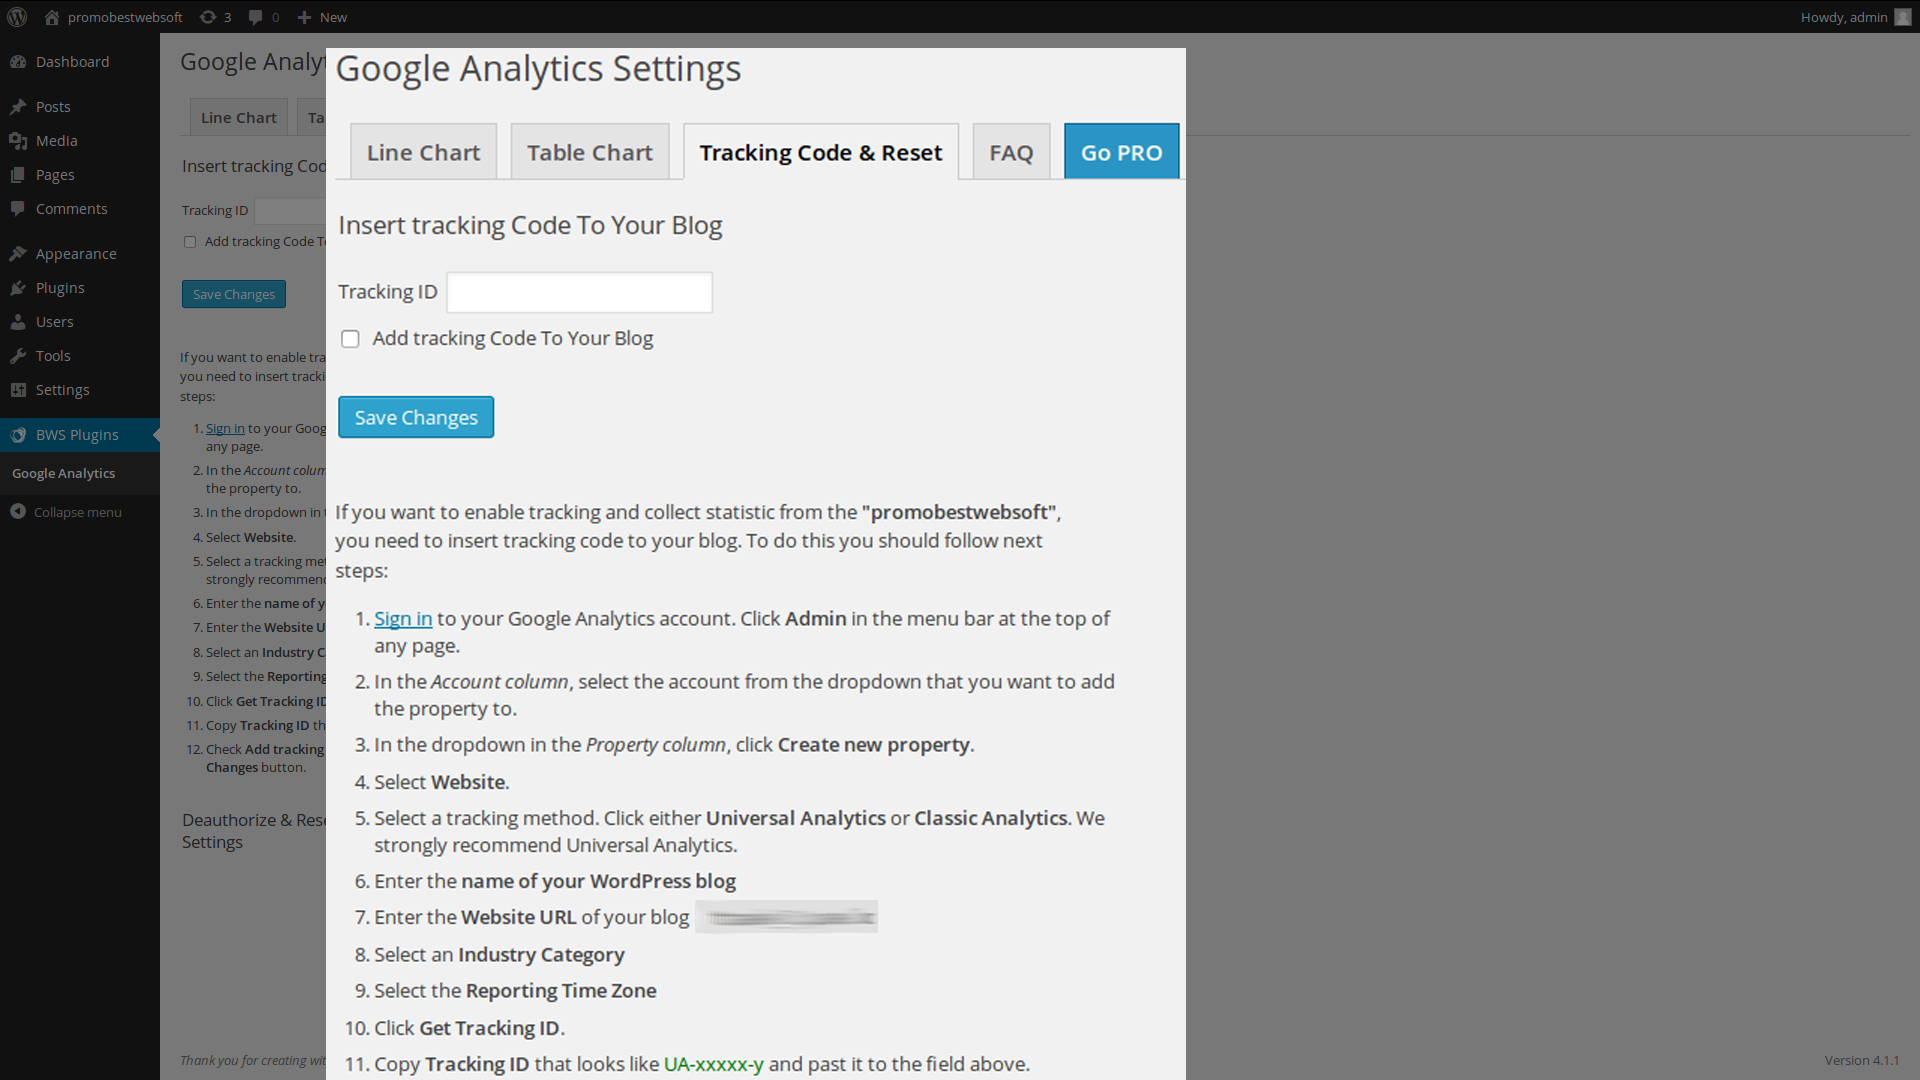 promobestwebsoft 3 0 New Howdy, admin
Dashboard
Posts
Media
Pages
Comments
Appearance
Plugins
Users
Tools
Settings
BWS Plugins
Google Analytics
Collapse menu
Google Analyt
Line Chart Ta
Insert tracking Cod
Tracking ID
Add tracking Code T
Save Changes
If you want to enable tra
you need to insert tracki
steps:
1. Sign in to your Goog
any page.
2. In the Account colum
the property to.
3. In the dropdown in t
4. Select Website.
5. Select a tracking met
strongly recommend
6. Enter the name of y
7. Enter the Website U
8. Select an Industry C
9. Select the Reporting
10. Click Get Tracking ID
11. Copy Tracking ID th
12. Check Add tracking
Changes button.
Deauthorize & Rese
Settings
Thank you for creating wit
Version 4.1.1
Google Analytics Settings
Line Chart Table Chart Tracking Code & Reset FAQ Go PRO
Insert tracking Code To Your Blog
Tracking ID
Add tracking Code To Your Blog
Save Changes
If you want to enable tracking and collect statistic from the "promobestwebsoft",
you need to insert tracking code to your blog. To do this you should follow next
steps:
1. Sign in to your Google Analytics account. Click Admin in the menu bar at the top of
any page.
2. In the Account column, select the account from the dropdown that you want to add
the property to.
3. In the dropdown in the Property column, click Create new property.
4. Select Website.
5. Select a tracking method. Click either Universal Analytics or Classic Analytics. We
strongly recommend Universal Analytics.
6. Enter the name of your WordPress blog
7. Enter the Website URL of your blog
8. Select an Industry Category
9. Select the Reporting Time Zone
10. Click Get Tracking ID.
11. Copy Tracking ID that looks like UA-xxxxx-y and past it to the field above.